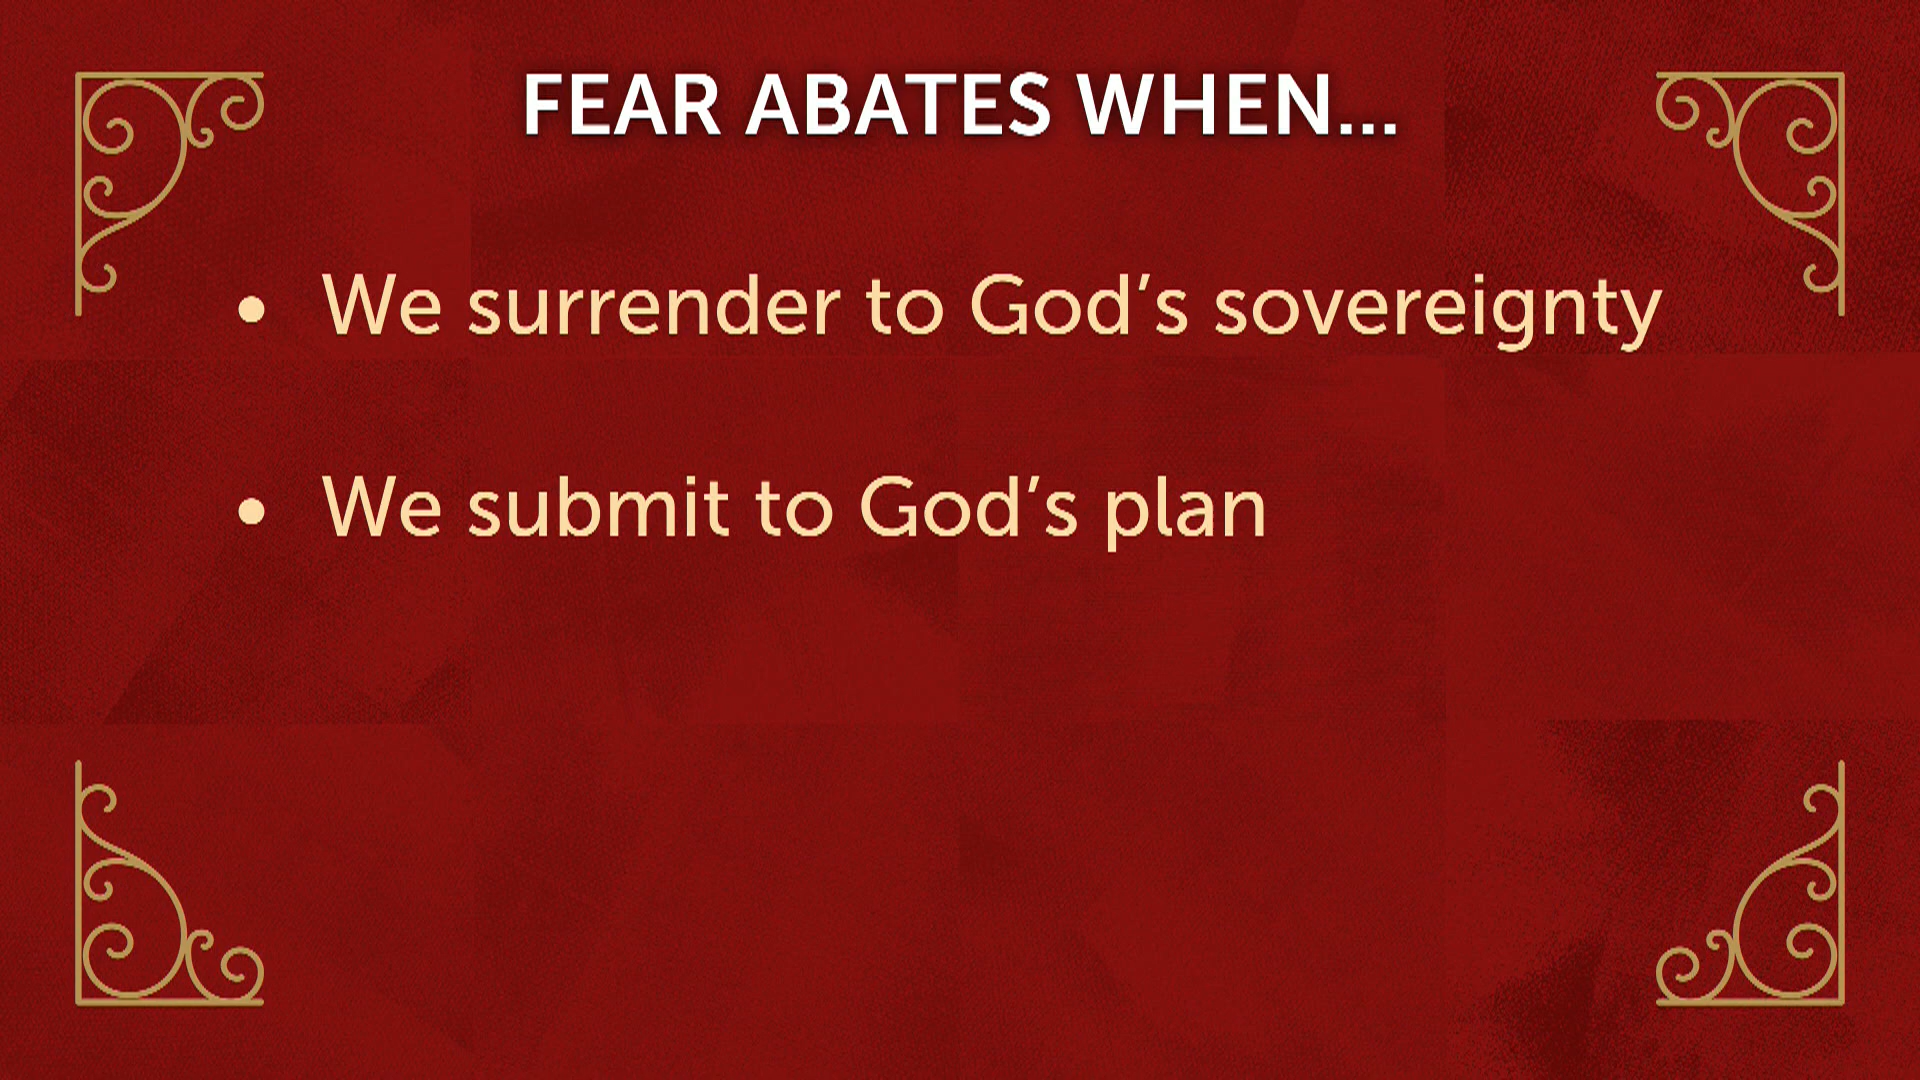 FEAR ABATES WHEN...
• We surrender to God’s sovereignty
• We submit to God’s plan